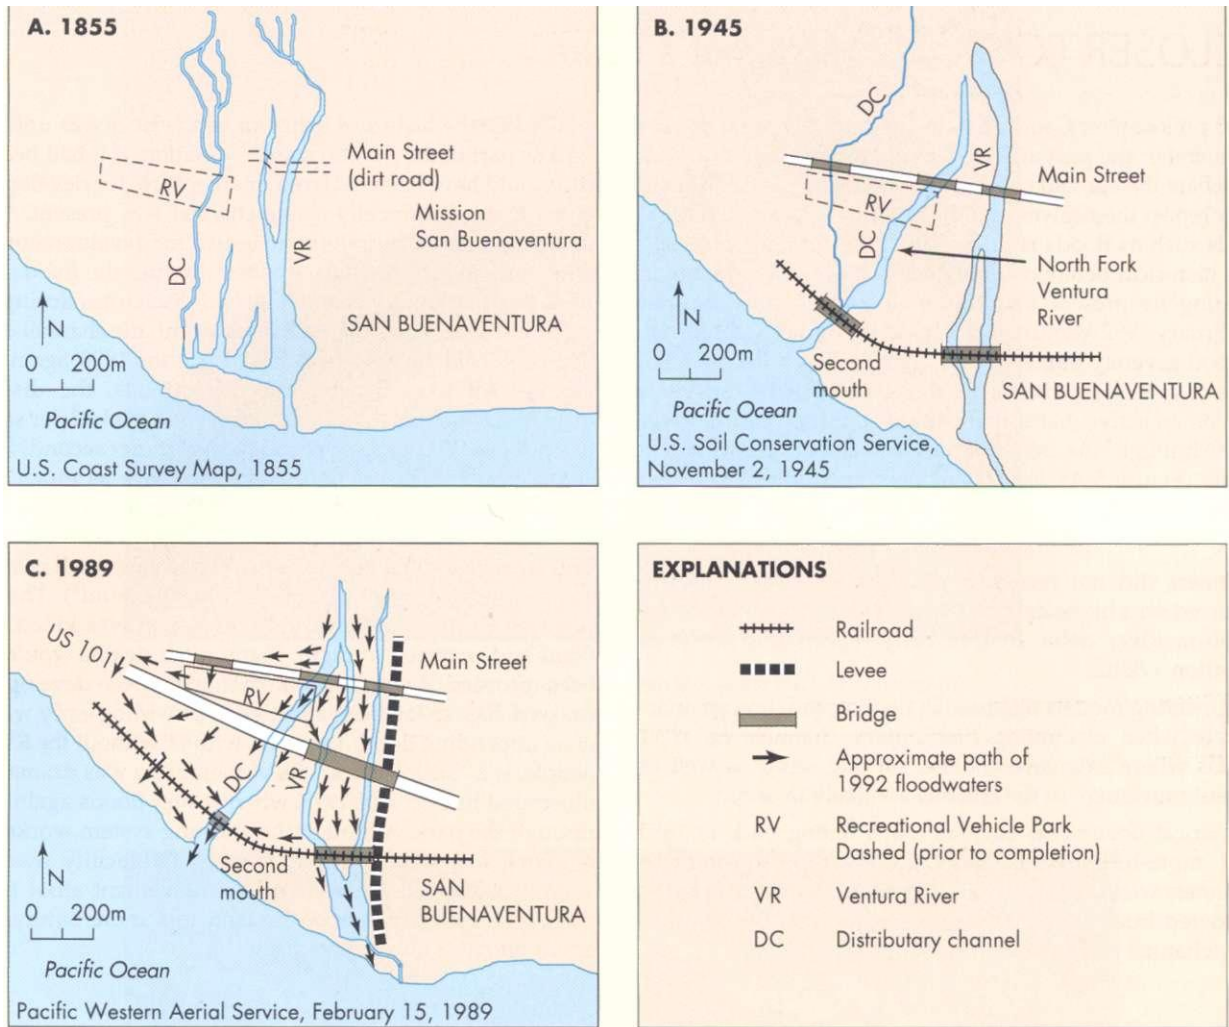 A. 1855
RV
Main Street
(dirt road)
Mission
San Buenaventura
DC
VR
N
0 200m
SAN BUENAVENTURA
Pacific Ocean
U.S. Coast Survey Map, 1855
B. 1945
DC
VR
Main Street
RV
DC
North Fork
Ventura
River
N
0 200m
Second
mouth
SAN BUENAVENTURA
Pacific Ocean
U.S. Soil Conservation Service,
November 2, 1945
C. 1989
US 101
Main Street
RV
DC
VR
N
0 200m
Second
mouth
SAN
BUENAVENTURA
Pacific Ocean
Pacific Western Aerial Service, February 15, 1989
EXPLANATIONS
Railroad
Levee
Bridge
Approximate path of
1992 floodwaters
RV Recreational Vehicle Park
Dashed (prior to completion)
VR Ventura River
DC Distributary channel